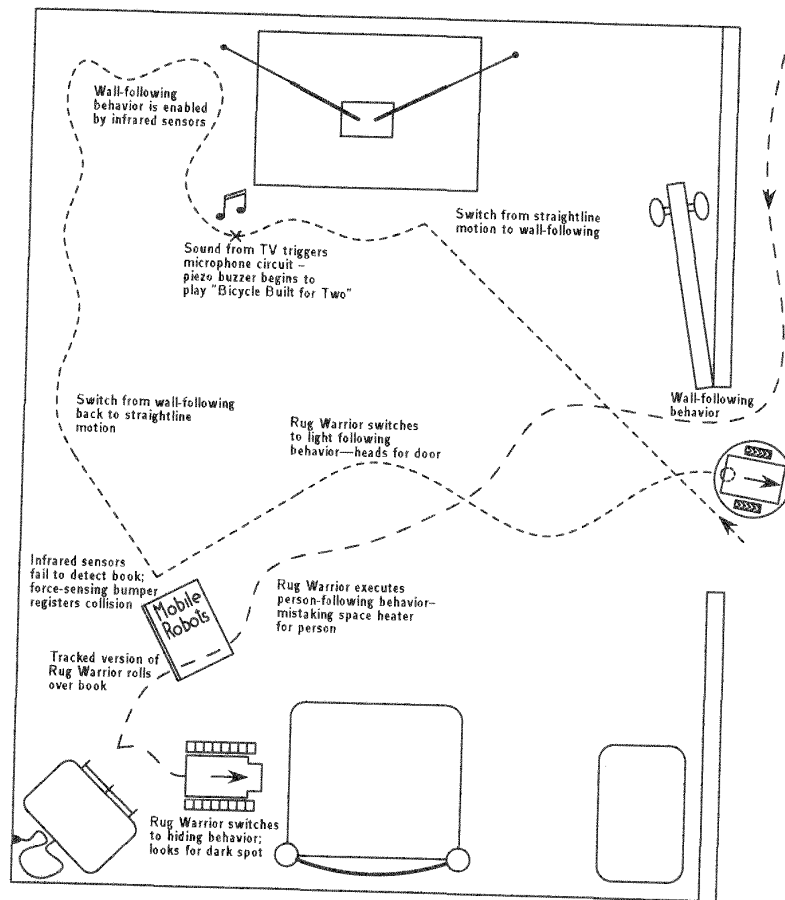 Wall-following
behavior is enabled
by infrared sensors
Switch from straightline
motion to wall-following
Sound from TV triggers
microphone circuit –
piezo buzzer begins to
play "Bicycle Built for Two"
Wall-following
behavior
Switch from wall-following
back to straightline
motion
Rug Warrior switches
to light following
behavior—heads for door
Infrared sensors
fail to detect book;
force-sensing bumper
registers collision
Mobile
Robots
Rug Warrior executes
person-following behavior–
mistaking space heater
for person
Tracked version of
Rug Warrior rolls
over book
Rug Warrior switches
to hiding behavior;
looks for dark spot